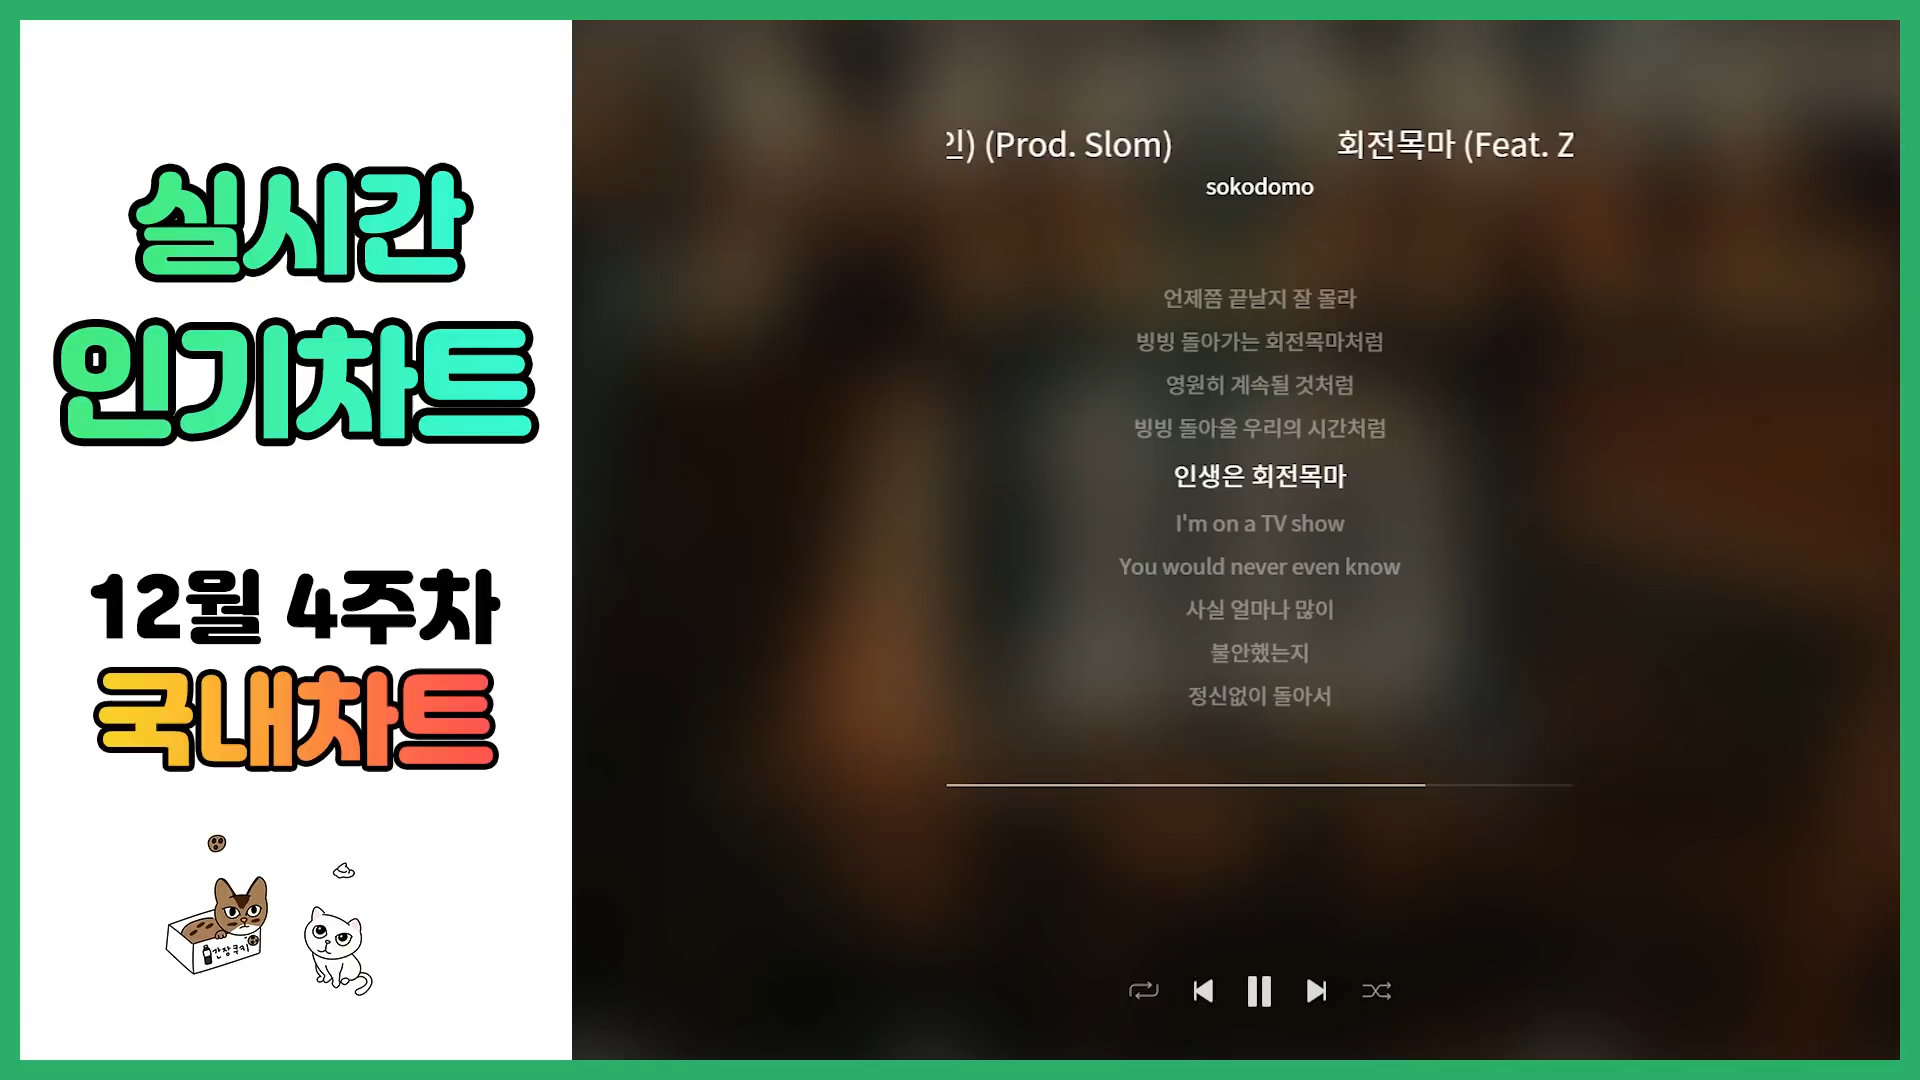 실시간
인기차트
12월 4주차
국내차트
간장쿠키
인) (Prod. Slom) 회전목마 (Feat. Z
sokodomo
언제쯤 끝날지 잘 몰라
빙빙 돌아가는 회전목마처럼
영원히 계속될 것처럼
빙빙 돌아올 우리의 시간처럼
인생은 회전목마
I'm on a TV show
You would never even know
사실 얼마나 많이
불안했는지
정신없이 돌아서